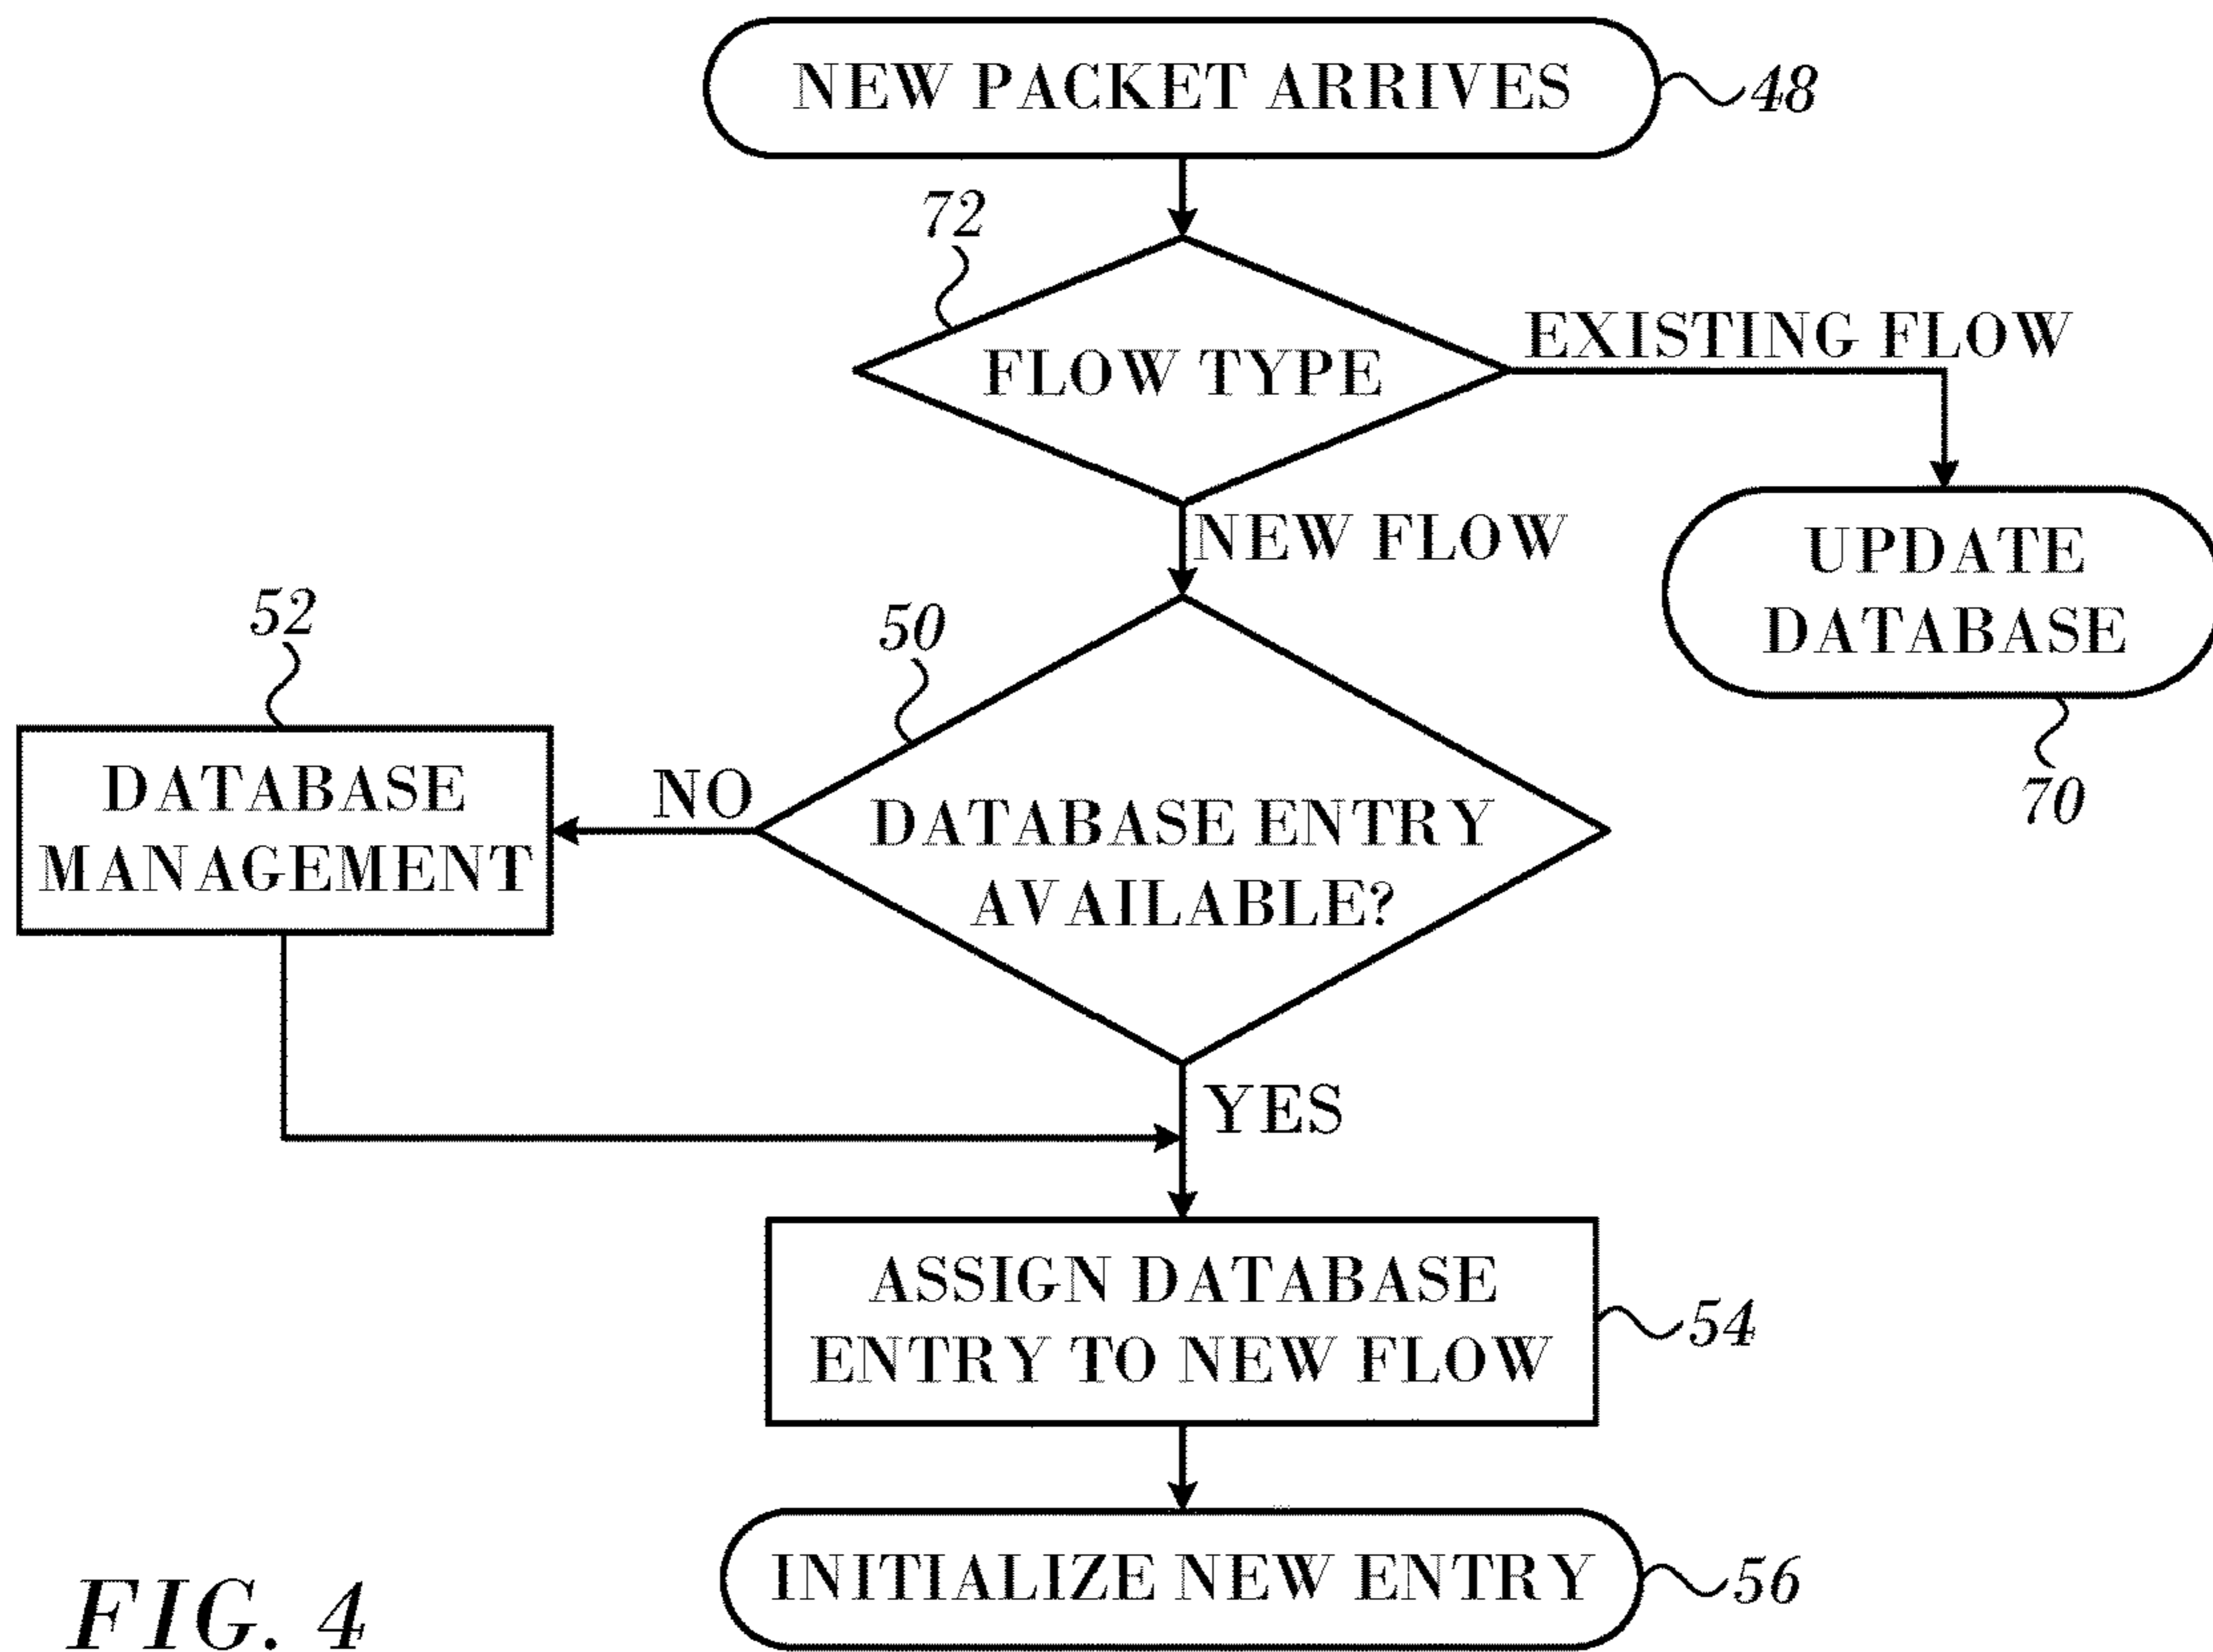 NEW PACKET ARRIVES
48
72
FLOW TYPE
EXISTING FLOW
NEW FLOW
UPDATE
DATABASE
70
52
50
DATABASE
MANAGEMENT
NO
DATABASE ENTRY
AVAILABLE?
YES
ASSIGN DATABASE
ENTRY TO NEW FLOW
54
INITIALIZE NEW ENTRY
56
FIG. 4